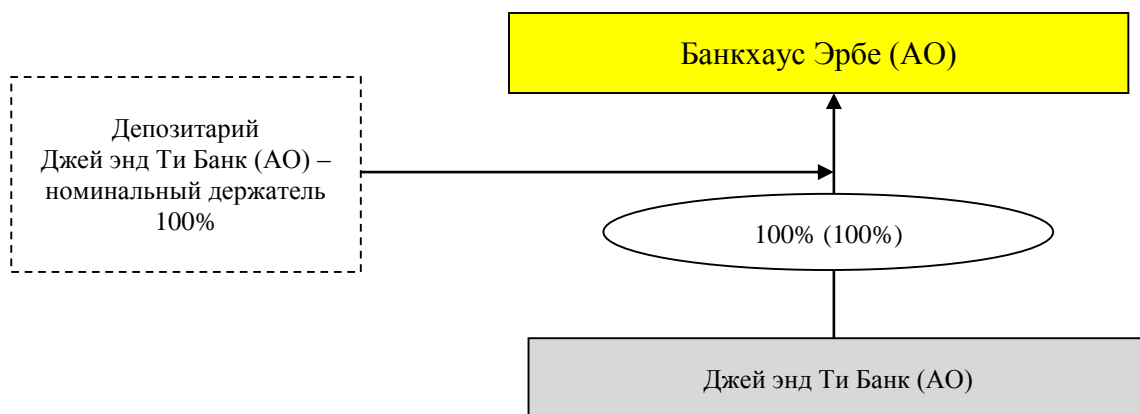 Банкхаус Эрбе (АО)
Депозитарий
Джей энд Ти Банк (АО) –
номинальный держатель
100%
100% (100%)
Джей энд Ти Банк (АО)